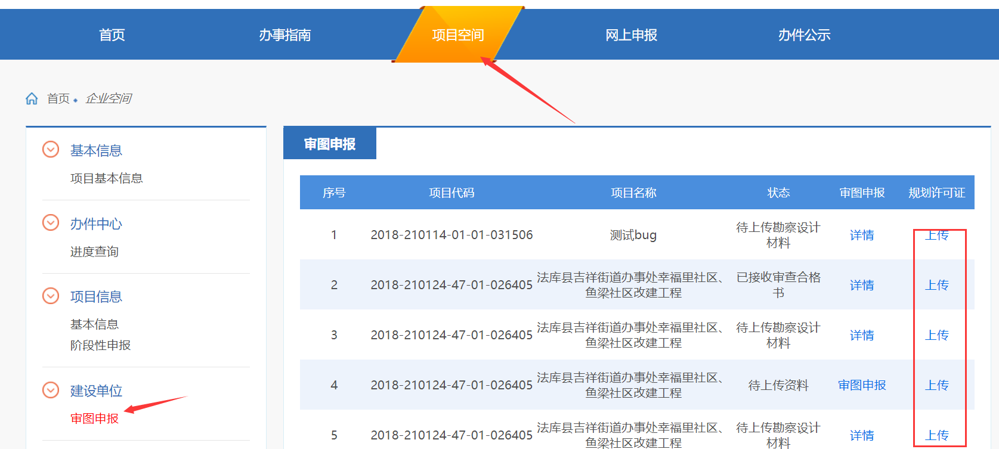 首页 办事指南 项目空间 网上申报 办件公示
首页 企业空间
基本信息
项目基本信息
办件中心
进度查询
项目信息
基本信息
阶段性申报
建设单位
审图申报
审图申报
序号 项目代码 项目名称 状态 审图申报 规划许可证
1 2018-210114-01-01-031506 测试bug 待上传勘察设计
材料 详情 上传
2 2018-210124-47-01-026405 法库县吉祥街道办事处幸福里社区、
鱼梁社区改建工程 已接收审查合格
书 详情 上传
3 2018-210124-47-01-026405 法库县吉祥街道办事处幸福里社区、
鱼梁社区改建工程 待上传勘察设计
材料 详情 上传
4 2018-210124-47-01-026405 法库县吉祥街道办事处幸福里社区、
鱼梁社区改建工程 待上传资料 审图申报 上传
5 2018-210124-47-01-026405 法库县吉祥街道办事处幸福里社区、
鱼梁社区改建工程 待上传勘察设计
材料 详情 上传